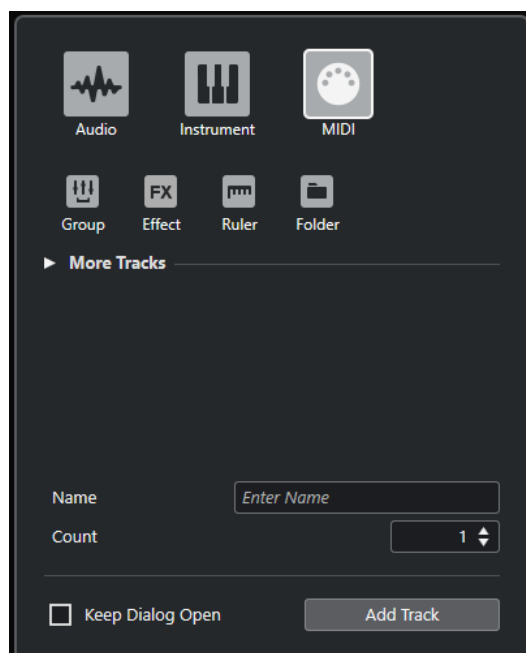 Audio Instrument MIDI
FX
Group Effect Ruler Folder
More Tracks
Name Enter Name
Count 1
Keep Dialog Open Add Track